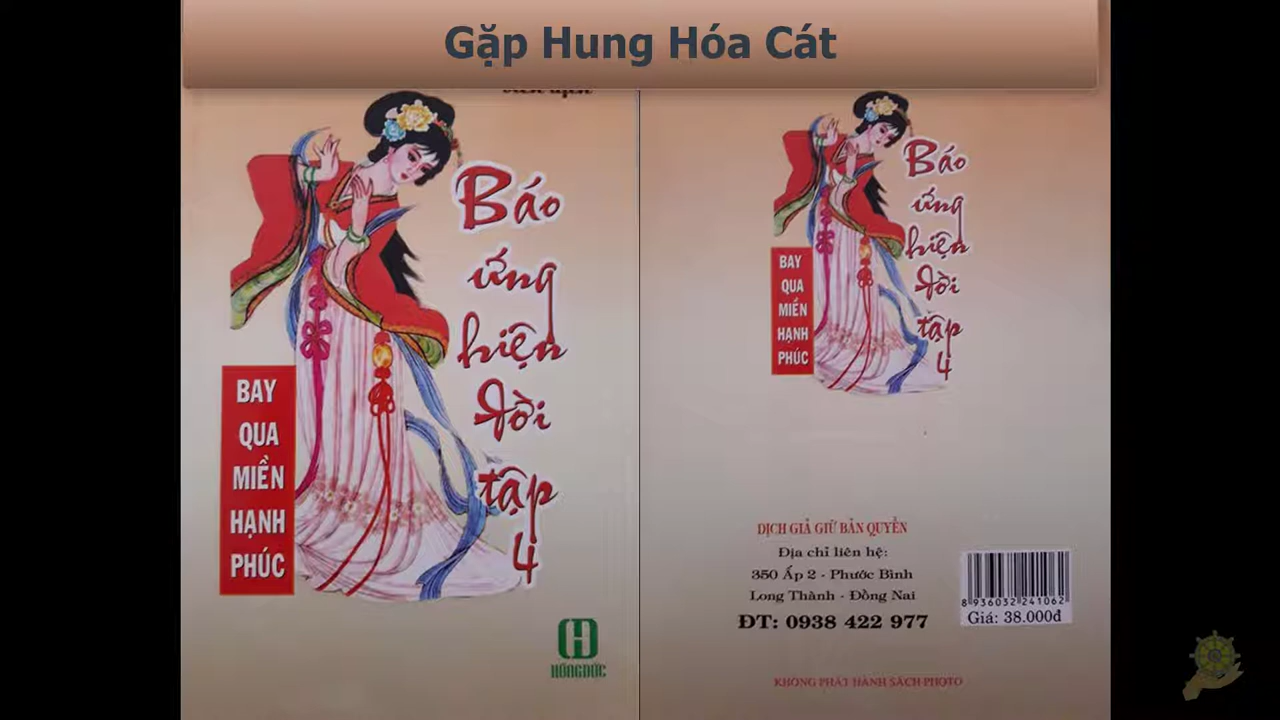 Gặp Hung Hóa Cát
Báo
ứng
hiện
đời
tập
4
BAY
QUA
MIỀN
HẠNH
PHÚC
HỒNG ĐỨC
Báo
ứng
hiện
đời
tập
4
BAY
QUA
MIỀN
HẠNH
PHÚC
DỊCH GIẢ GIỮ BẢN QUYỀN
Địa chỉ liên hệ:
350 Ấp 2 - Phước Bình
Long Thành - Đồng Nai
ĐT: 0938 422 977
8 936032 241062
Giá: 38.000đ
KHÔNG PHÁT HÀNH SÁCH PHOTO